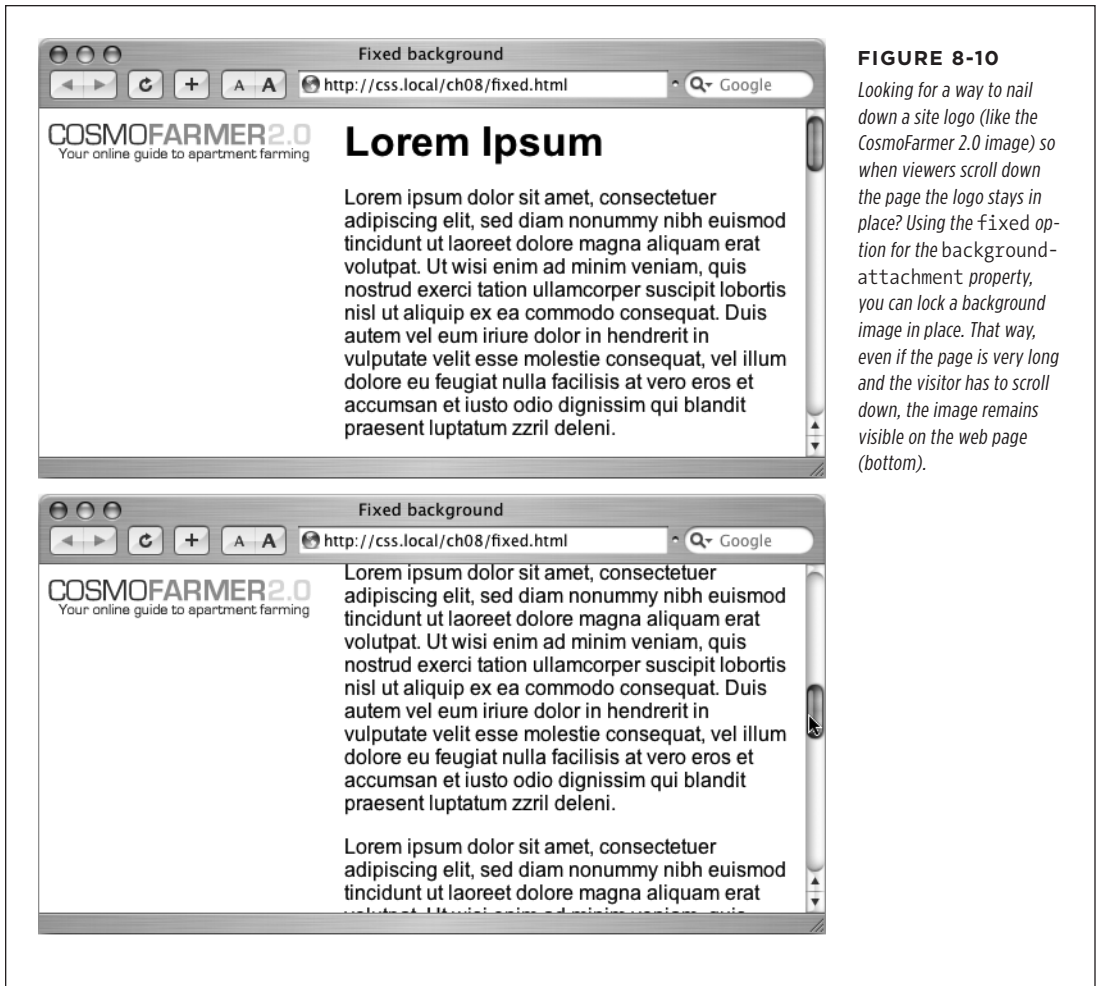 Fixed background
A A
http://css.local/ch08/fixed.html
Google
COSMOFARMER2.0
Your online guide to apartment farming
Lorem Ipsum
Lorem ipsum dolor sit amet, consectetuer
adipiscing elit, sed diam nonummy nibh euismod
tincidunt ut laoreet dolore magna aliquam erat
volutpat. Ut wisi enim ad minim veniam, quis
nostrud exerci tation ullamcorper suscipit lobortis
nisl ut aliquip ex ea commodo consequat. Duis
autem vel eum iriure dolor in hendrerit in
vulputate velit esse molestie consequat, vel illum
dolore eu feugiat nulla facilisis at vero eros et
accumsan et iusto odio dignissim qui blandit
praesent luptatum zzril deleni.
FIGURE 8-10
Looking for a way to nail
down a site logo (like the
CosmoFarmer 2.0 image) so
when viewers scroll down
the page the logo stays in
place? Using the fixed op-
tion for the background-
attachment property,
you can lock a background
image in place. That way,
even if the page is very long
and the visitor has to scroll
down, the image remains
visible on the web page
(bottom).
Fixed background
A A
http://css.local/ch08/fixed.html
Google
COSMOFARMER2.0
Your online guide to apartment farming
Lorem ipsum dolor sit amet, consectetuer
adipiscing elit, sed diam nonummy nibh euismod
tincidunt ut laoreet dolore magna aliquam erat
volutpat. Ut wisi enim ad minim veniam, quis
nostrud exerci tation ullamcorper suscipit lobortis
nisl ut aliquip ex ea commodo consequat. Duis
autem vel eum iriure dolor in hendrerit in
vulputate velit esse molestie consequat, vel illum
dolore eu feugiat nulla facilisis at vero eros et
accumsan et iusto odio dignissim qui blandit
praesent luptatum zzril deleni.
Lorem ipsum dolor sit amet, consectetuer
adipiscing elit, sed diam nonummy nibh euismod
tincidunt ut laoreet dolore magna aliquam erat